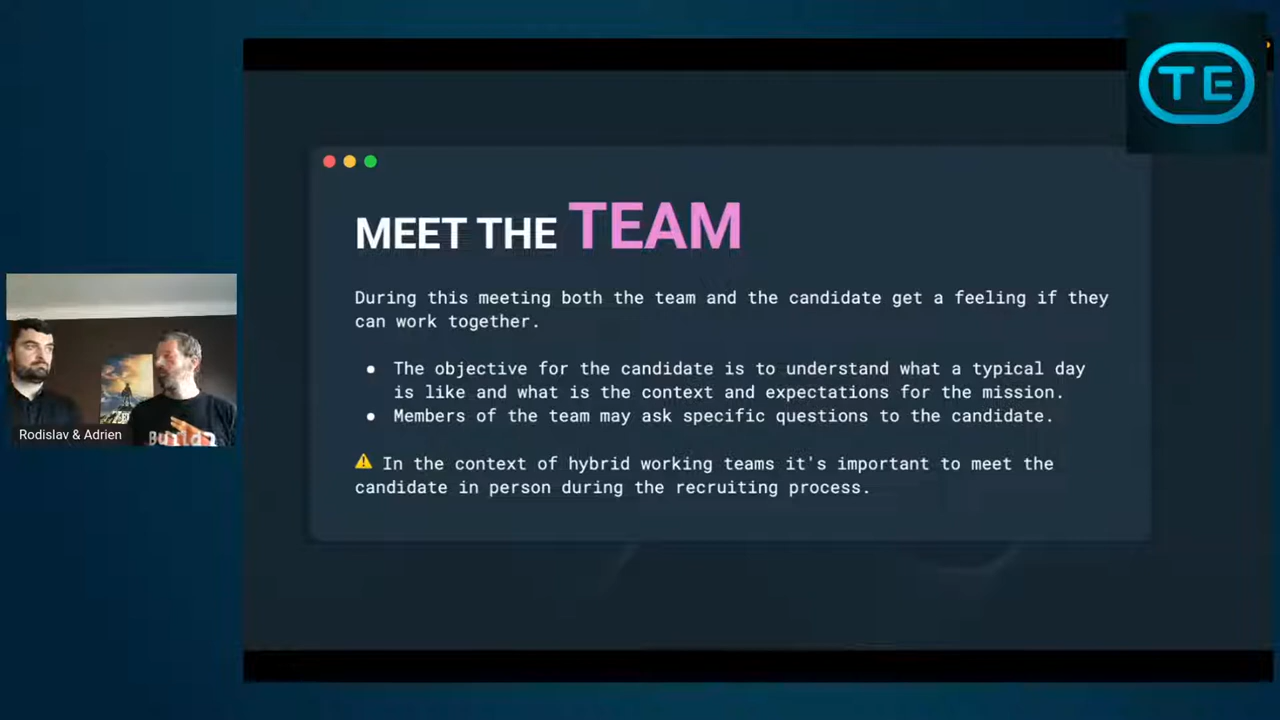 TE
MEET THE TEAM
During this meeting both the team and the candidate get a feeling if they
can work together.
● The objective for the candidate is to understand what a typical day
is like and what is the context and expectations for the mission.
● Members of the team may ask specific questions to the candidate.
⚠ In the context of hybrid working teams it's important to meet the
candidate in person during the recruiting process.
Rodislav & Adrien
Build